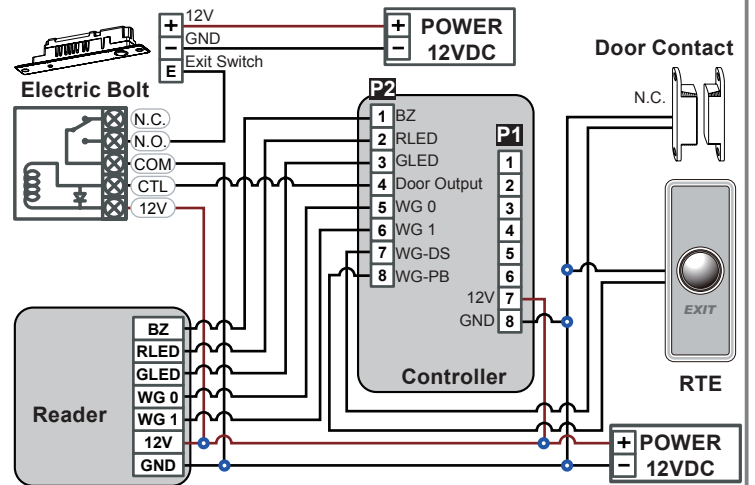 + 12V
− GND
E Exit Switch
+ POWER
− 12VDC
Electric Bolt
N.C.
N.O.
COM
CTL
12V
P2
1 BZ
2 RLED
3 GLED
4 Door Output
5 WG 0
6 WG 1
7 WG-DS
8 WG-PB
P1
1
2
3
4
5
6
12V 7
GND 8
Controller
Door Contact
N.C.
EXIT
RTE
Reader
BZ
RLED
GLED
WG 0
WG 1
12V
GND
+ POWER
− 12VDC